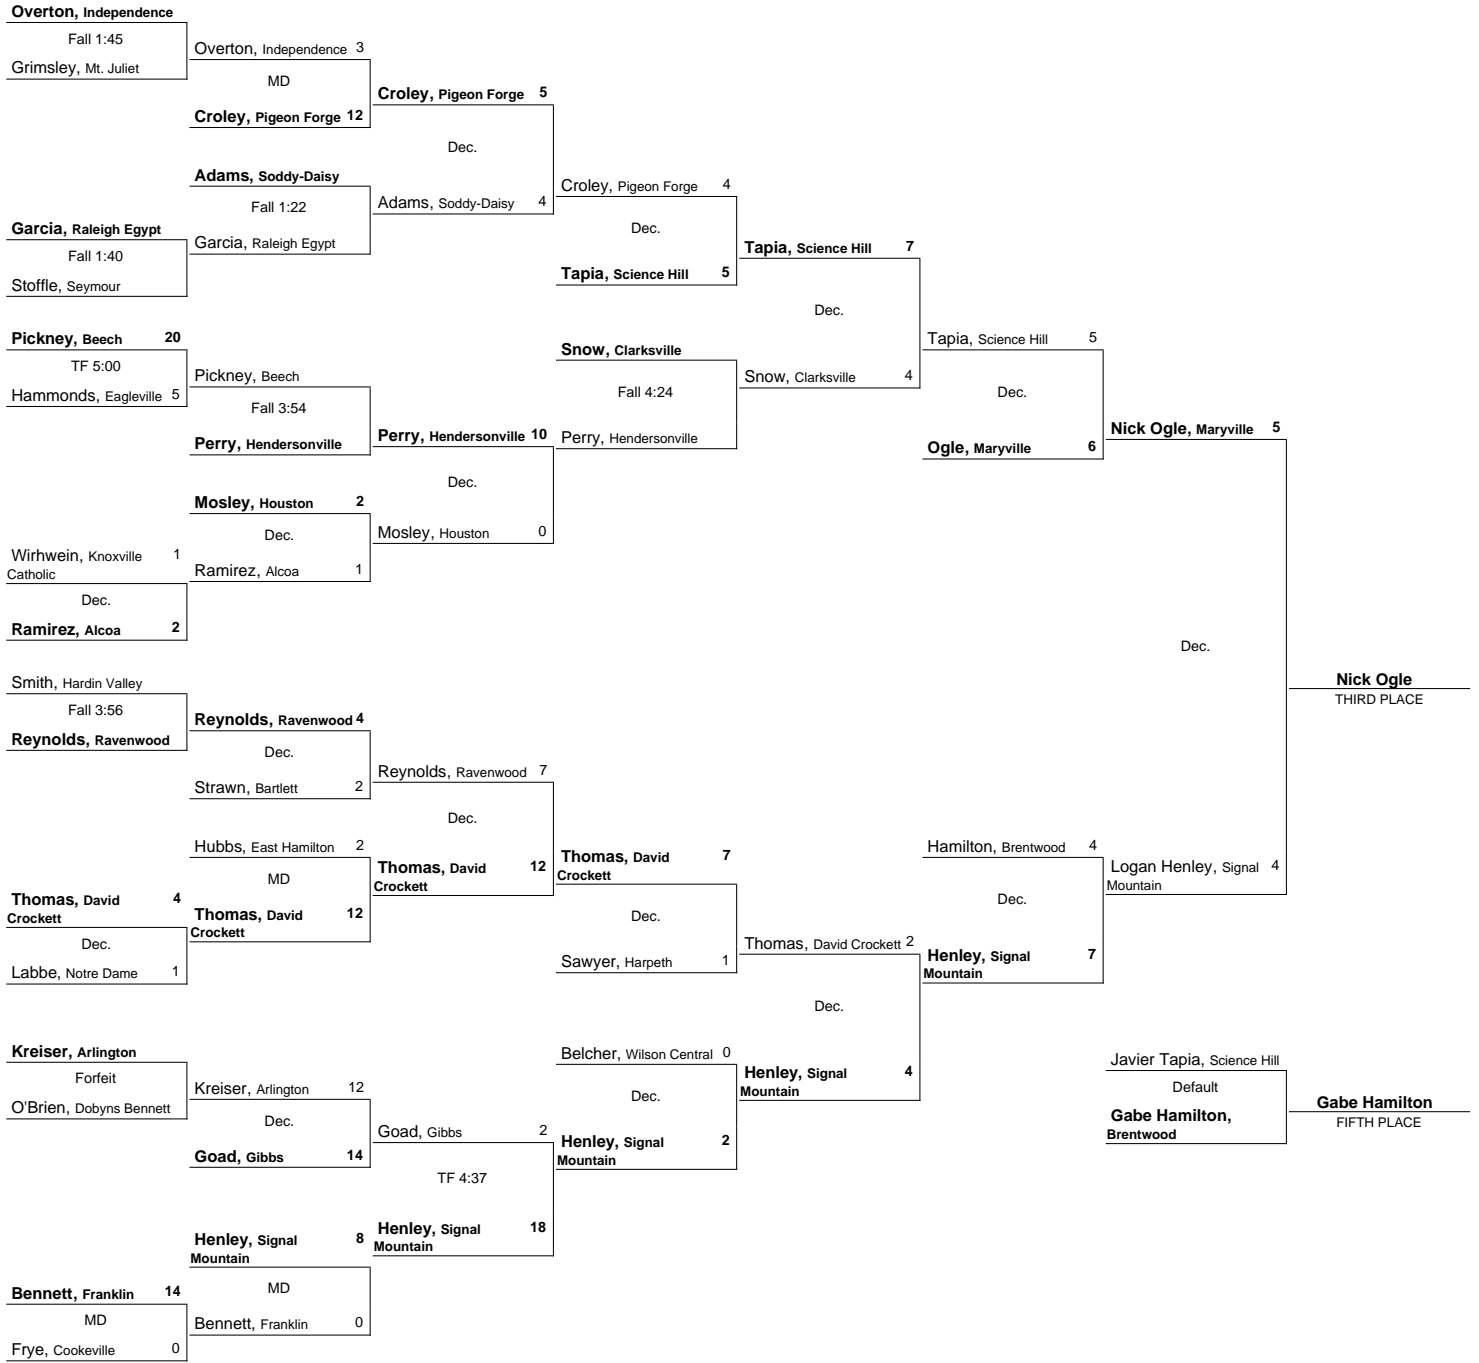 Overton, Independence
Fall 1:45
Grimsley, Mt. Juliet
Overton, Independence 3
MD
Croley, Pigeon Forge 12
Croley, Pigeon Forge 5
Dec.
Adams, Soddy-Daisy 4
Adams, Soddy-Daisy
Fall 1:22
Garcia, Raleigh Egypt
Garcia, Raleigh Egypt
Fall 1:40
Stoffle, Seymour
Croley, Pigeon Forge 4
Dec.
Tapia, Science Hill 5
Tapia, Science Hill 7
Dec.
Snow, Clarksville 4
Pickney, Beech 20
TF 5:00
Hammonds, Eagleville 5
Pickney, Beech
Fall 3:54
Perry, Hendersonville
Perry, Hendersonville 10
Dec.
Mosley, Houston 0
Snow, Clarksville
Fall 4:24
Perry, Hendersonville
Mosley, Houston 2
Dec.
Ramirez, Alcoa 1
Wirhwein, Knoxville 1
Catholic
Dec.
Ramirez, Alcoa 2
Tapia, Science Hill 5
Dec.
Ogle, Maryville 6
Nick Ogle, Maryville 5
Dec.
Logan Henley, Signal 4
Mountain
Nick Ogle
THIRD PLACE
Smith, Hardin Valley
Fall 3:56
Reynolds, Ravenwood
Reynolds, Ravenwood 4
Dec.
Strawn, Bartlett 2
Reynolds, Ravenwood 7
Dec.
Thomas, David 12
Crockett
Hubbs, East Hamilton 2
MD
Thomas, David 12
Crockett
Thomas, David 4
Crockett
Dec.
Labbe, Notre Dame 1
Thomas, David 7
Crockett
Dec.
Sawyer, Harpeth 1
Thomas, David Crockett 2
Dec.
Henley, Signal 4
Mountain
Hamilton, Brentwood 4
Dec.
Henley, Signal 7
Mountain
Kreiser, Arlington
Forfeit
O'Brien, Dobyns Bennett
Kreiser, Arlington 12
Dec.
Goad, Gibbs 14
Goad, Gibbs 2
TF 4:37
Henley, Signal 18
Mountain
Belcher, Wilson Central 0
Dec.
Henley, Signal 2
Mountain
Henley, Signal 8
Mountain
MD
Bennett, Franklin 0
Bennett, Franklin 14
MD
Frye, Cookeville 0
Javier Tapia, Science Hill
Default
Gabe Hamilton,
Brentwood
Gabe Hamilton
FIFTH PLACE